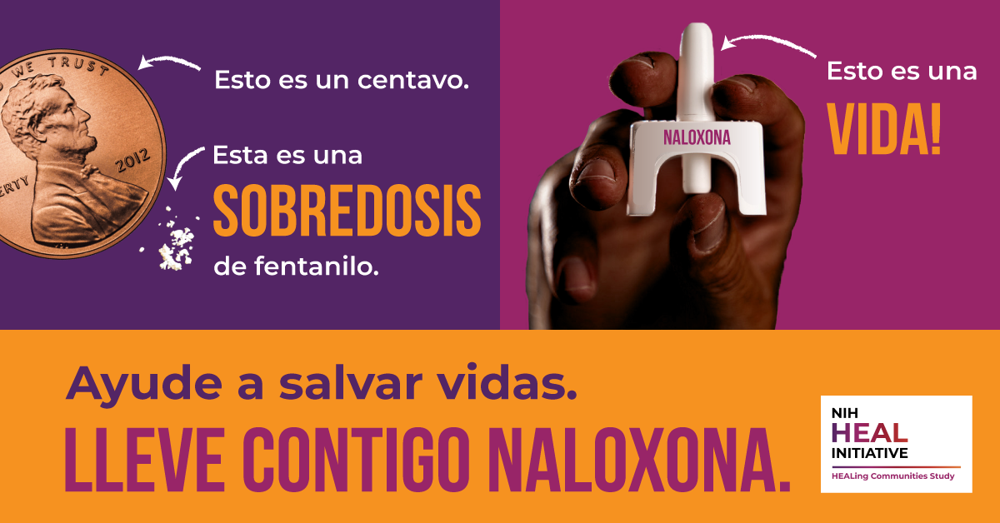 WE TRUST
2012
Esto es un centavo.
Esta es una
SOBREDOSIS
de fentanilo.
NALOXONA
Esto es una
VIDA!
Ayude a salvar vidas.
LLEVE CONTIGO NALOXONA.
NIH
HEAL
INITIATIVE
HEALing Communities Study